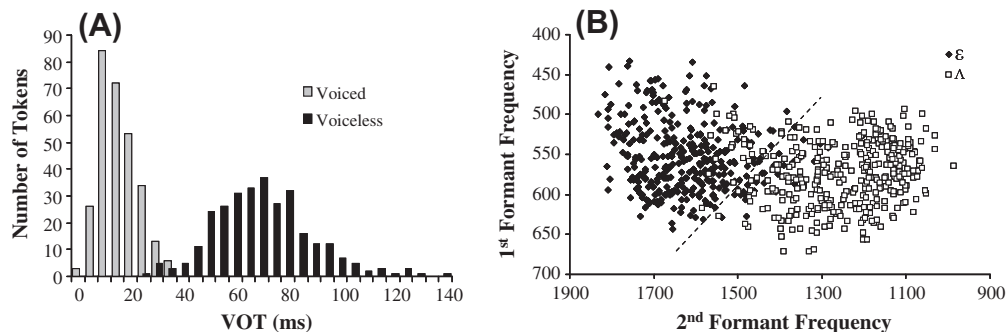 (A)
Number of Tokens
90
80
70
60
50
40
30
20
10
0
Voiced
Voiceless
0 20 40 60 80 100 120 140
VOT (ms)
(B)
1st Formant Frequency
400
450
500
550
600
650
700
ε
Λ
1900 1700 1500 1300 1100 900
2nd Formant Frequency